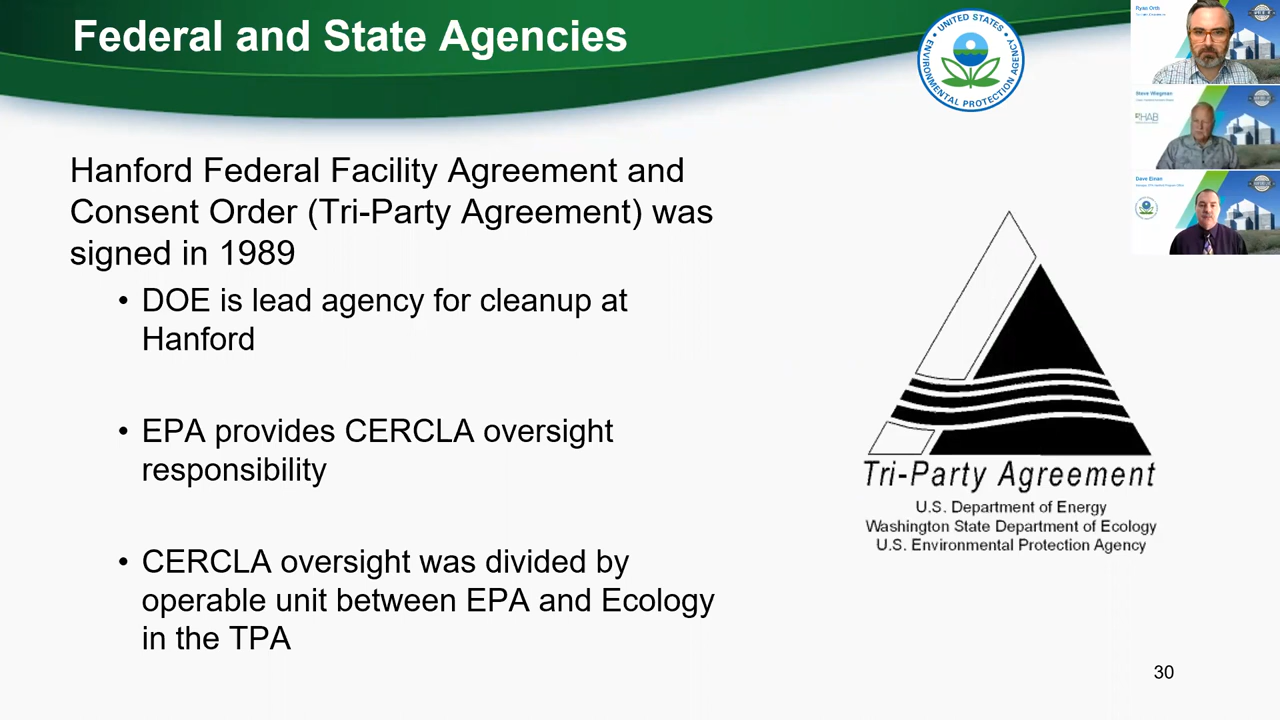 Federal and State Agencies
UNITED STATES
ENVIRONMENTAL PROTECTION AGENCY
Ryan Orth
Steve Wiegman
HAB
Dave Einan
Hanford Federal Facility Agreement and
Consent Order (Tri-Party Agreement) was
signed in 1989
• DOE is lead agency for cleanup at
Hanford
• EPA provides CERCLA oversight
responsibility
• CERCLA oversight was divided by
operable unit between EPA and Ecology
in the TPA
Tri-Party Agreement
U.S. Department of Energy
Washington State Department of Ecology
U.S. Environmental Protection Agency
30